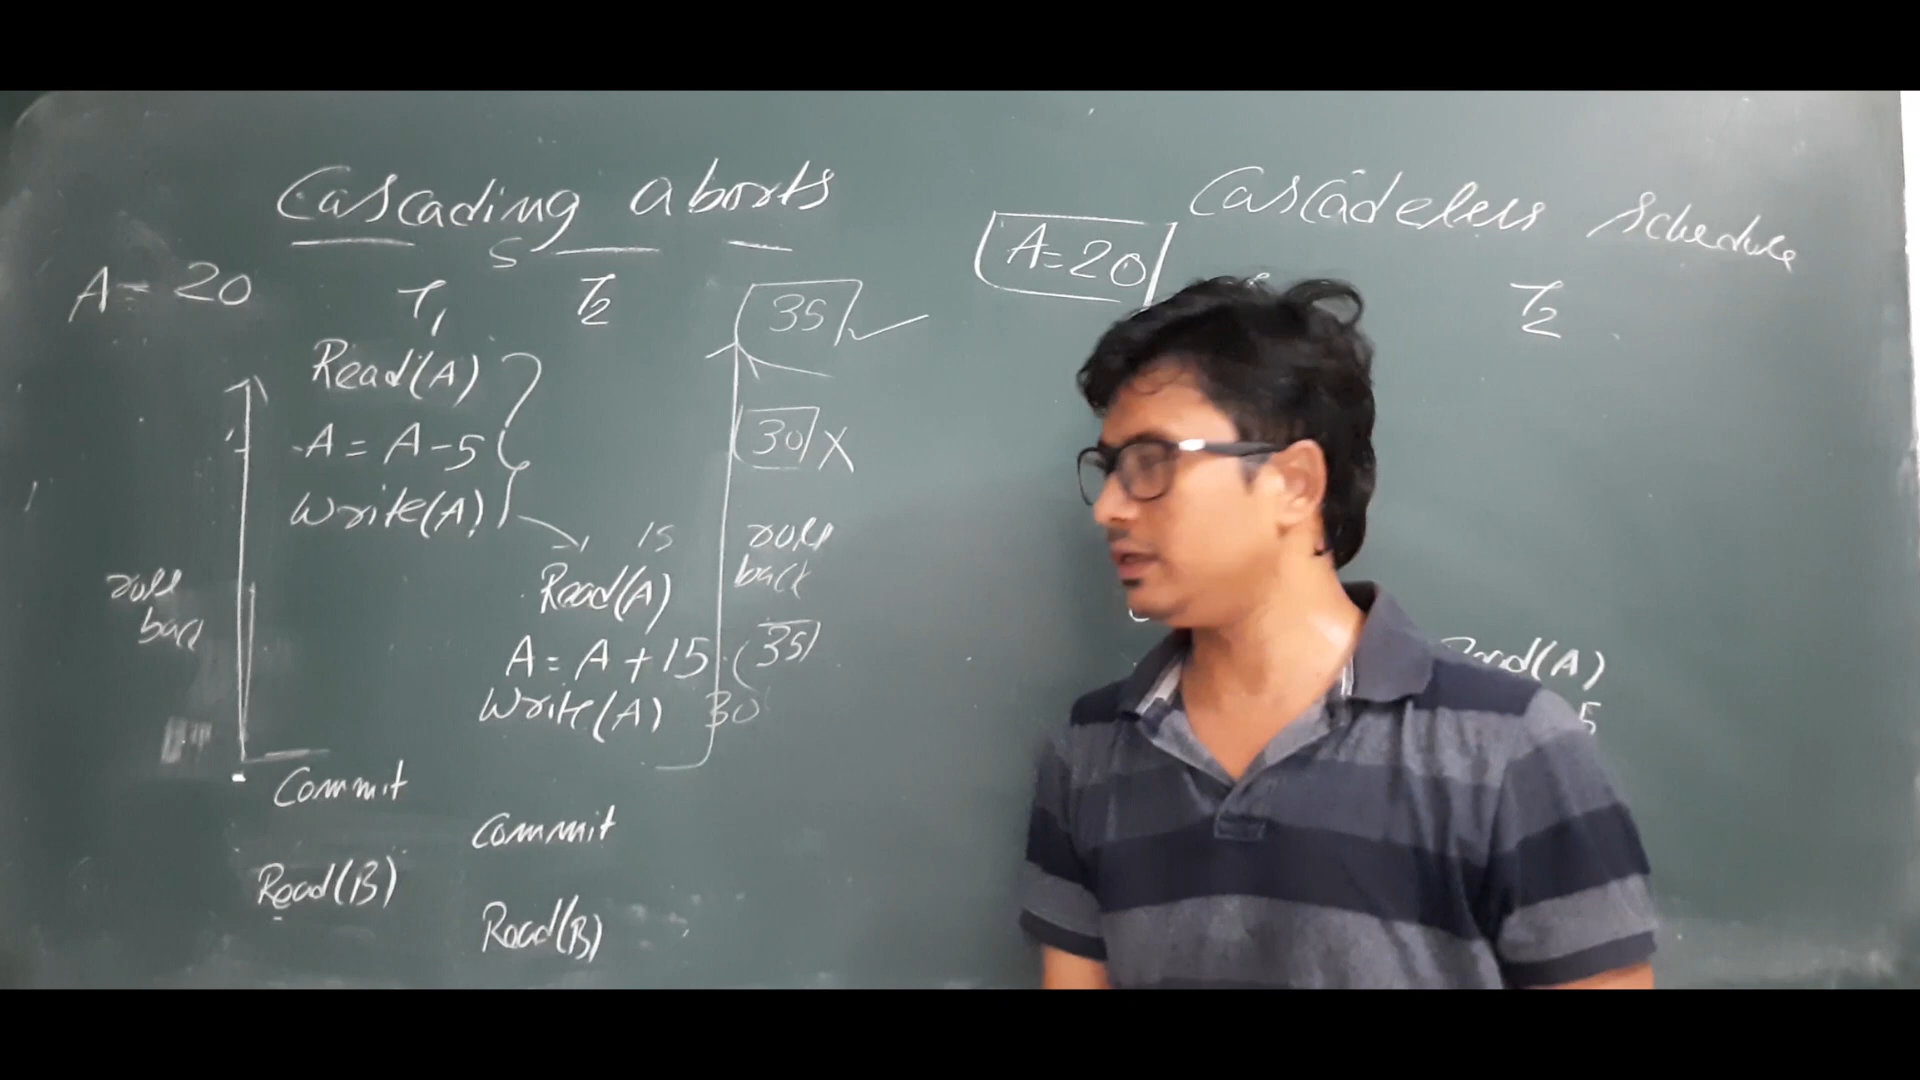 Cascading aborts
S
A = 20
T1
T2
Read(A)
A = A - 5
Write(A)
15
Read(A)
A = A + 15 (35)
Write(A) 30
roll
back
35 ✓
30 X
roll
back
Commit
Commit
Read(B)
Read(B)
Cascadeless schedule
A=20
T2
Read(A)
5